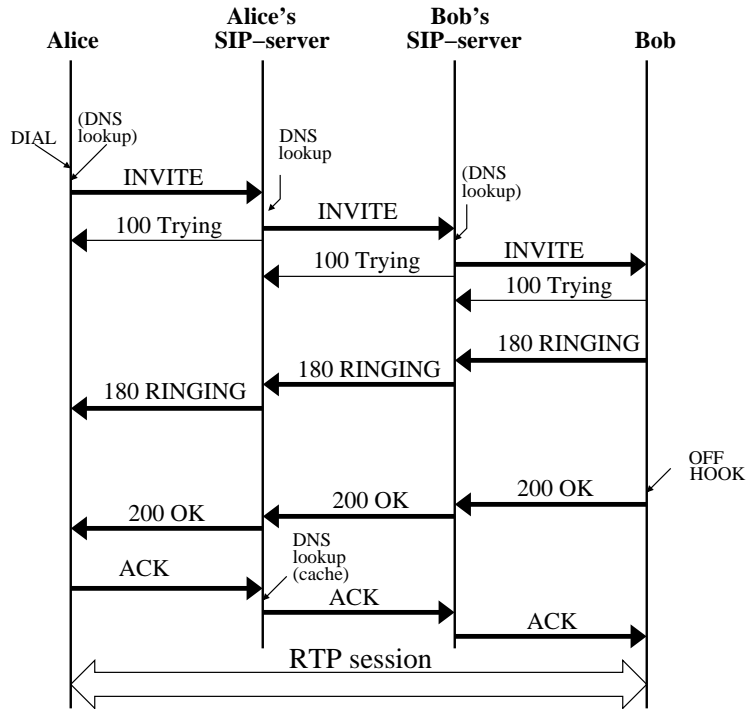 Alice
Alice's
SIP–server
Bob's
SIP–server
Bob
DIAL
(DNS
lookup)
DNS
lookup
(DNS
lookup)
INVITE
INVITE
100 Trying
INVITE
100 Trying
100 Trying
180 RINGING
180 RINGING
180 RINGING
OFF
HOOK
200 OK
200 OK
200 OK
DNS
lookup
(cache)
ACK
ACK
ACK
RTP session